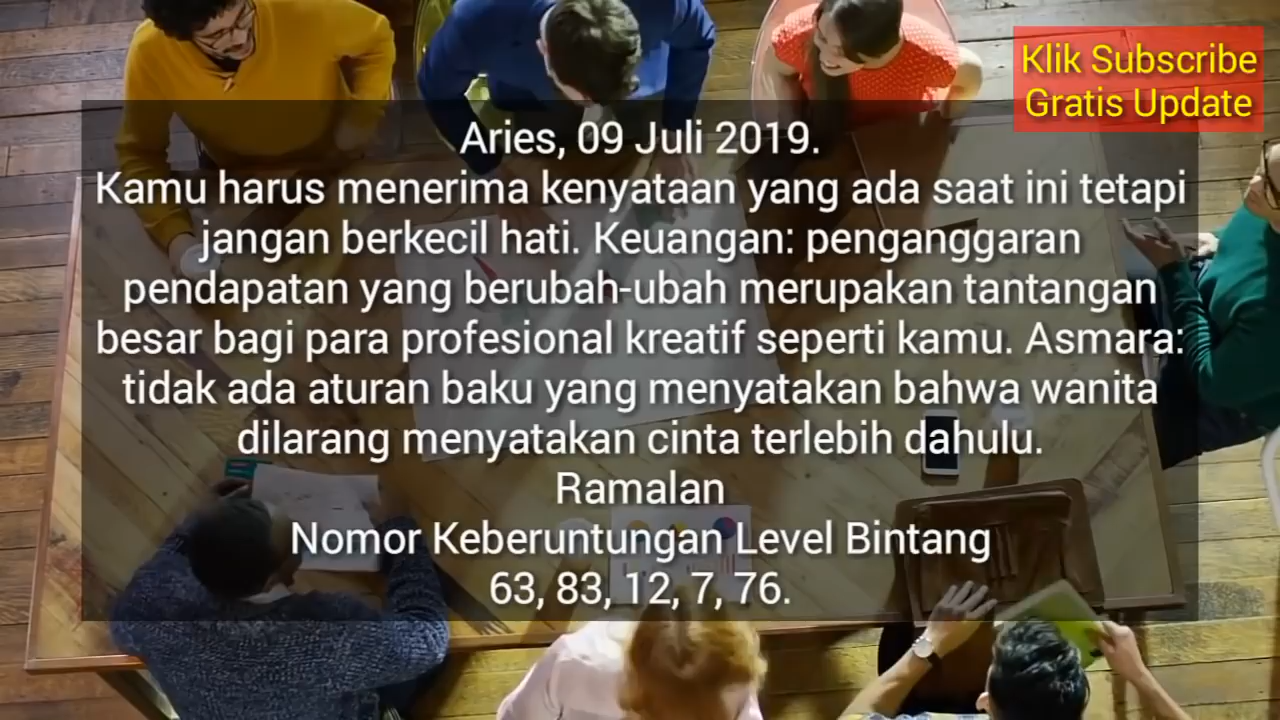 Klik Subscribe
Gratis Update
Aries, 09 Juli 2019.
Kamu harus menerima kenyataan yang ada saat ini tetapi
jangan berkecil hati. Keuangan: penganggaran
pendapatan yang berubah-ubah merupakan tantangan
besar bagi para profesional kreatif seperti kamu. Asmara:
tidak ada aturan baku yang menyatakan bahwa wanita
dilarang menyatakan cinta terlebih dahulu.
Ramalan
Nomor Keberuntungan Level Bintang
63, 83, 12, 7, 76.